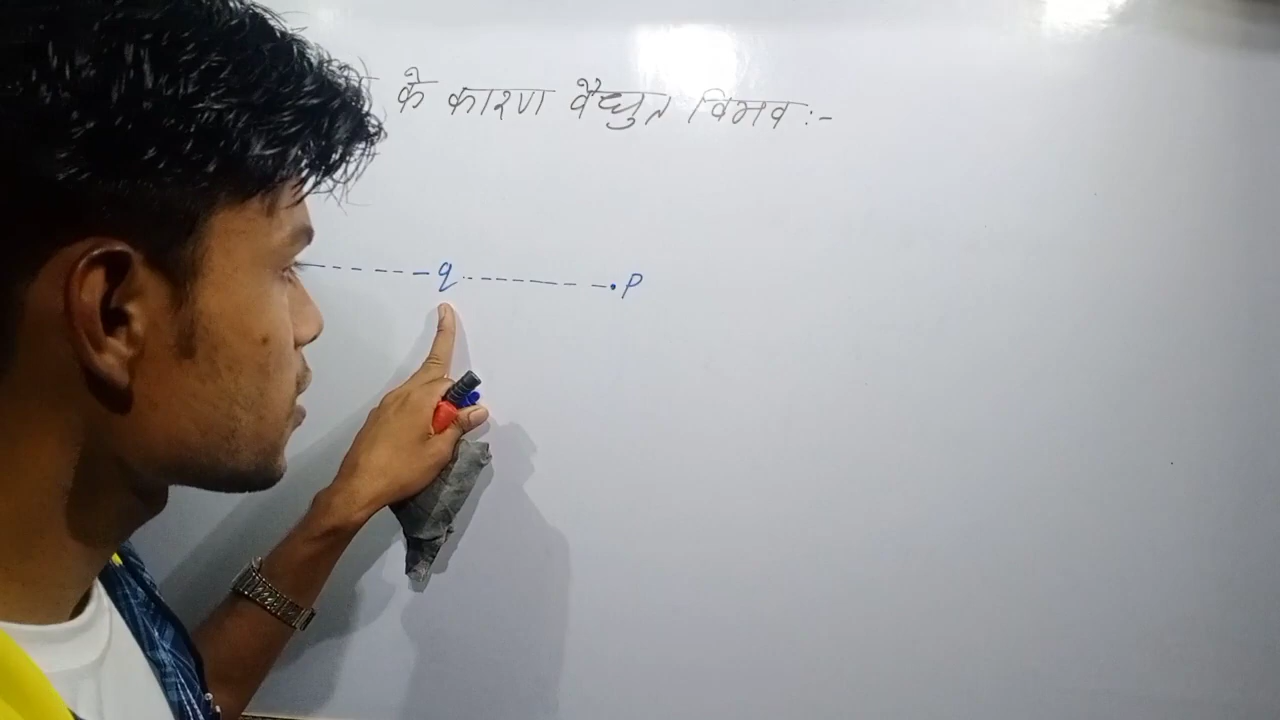 के कारण वैद्युत विभव :-
q P